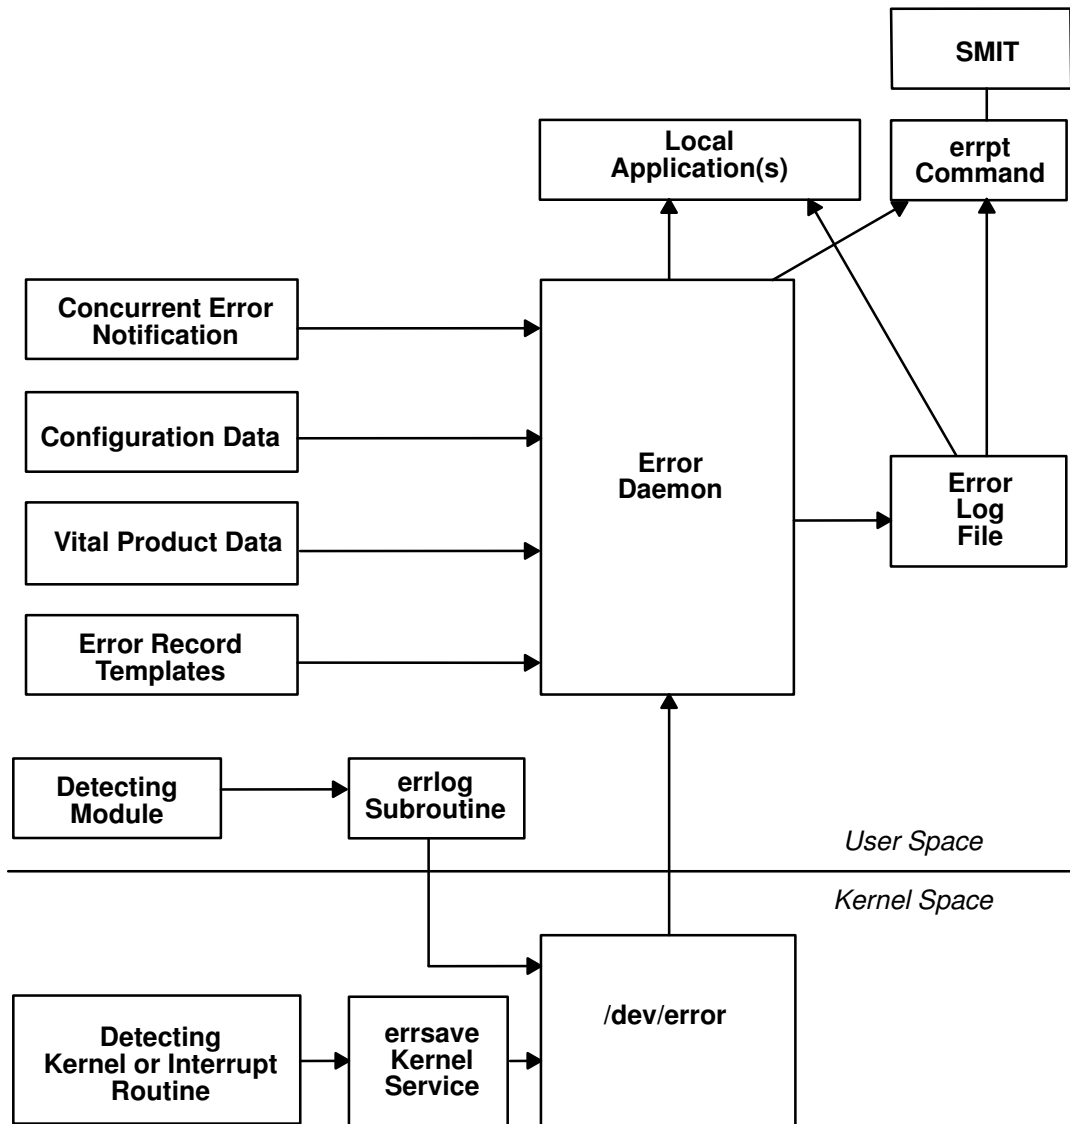 SMIT
Local
Application(s)
errpt
Command
Concurrent Error
Notification
Configuration Data
Error
Daemon
Error
Log
File
Vital Product Data
Error Record
Templates
Detecting
Module
errlog
Subroutine
User Space
Kernel Space
Detecting
Kernel or Interrupt
Routine
errsave
Kernel
Service
/dev/error